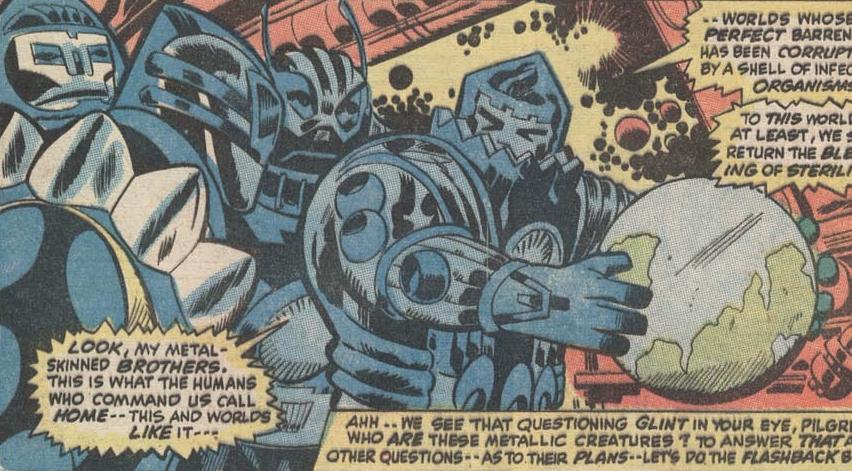 LOOK, MY METAL-
SKINNED BROTHERS.
THIS IS WHAT THE HUMANS
WHO COMMAND US CALL
HOME -- THIS AND WORLDS
LIKE IT---
-- WORLDS WHOSE
PERFECT BARREN
HAS BEEN CORRUPT
BY A SHELL OF INFEC
ORGANISMS
TO THIS WORLD
AT LEAST, WE S
RETURN THE BLE
ING OF STERILI
AHH -- WE SEE THAT QUESTIONING GLINT IN YOUR EYE, PILGRI
WHO ARE THESE METALLIC CREATURES? TO ANSWER THAT A
OTHER QUESTIONS -- AS TO THEIR PLANS -- LET'S DO THE FLASHBACK B